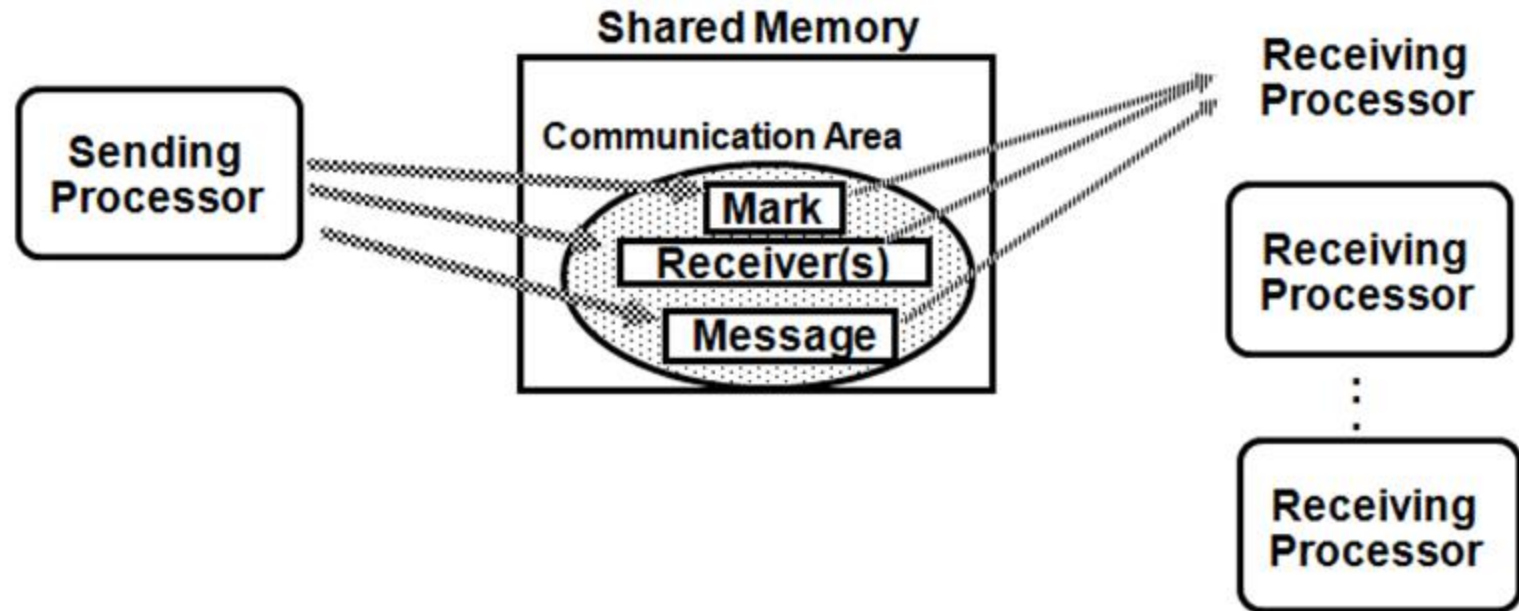 Shared Memory
Sending
Processor
Communication Area
Mark
Receiver(s)
Message
Receiving
Processor
Receiving
Processor
Receiving
Processor